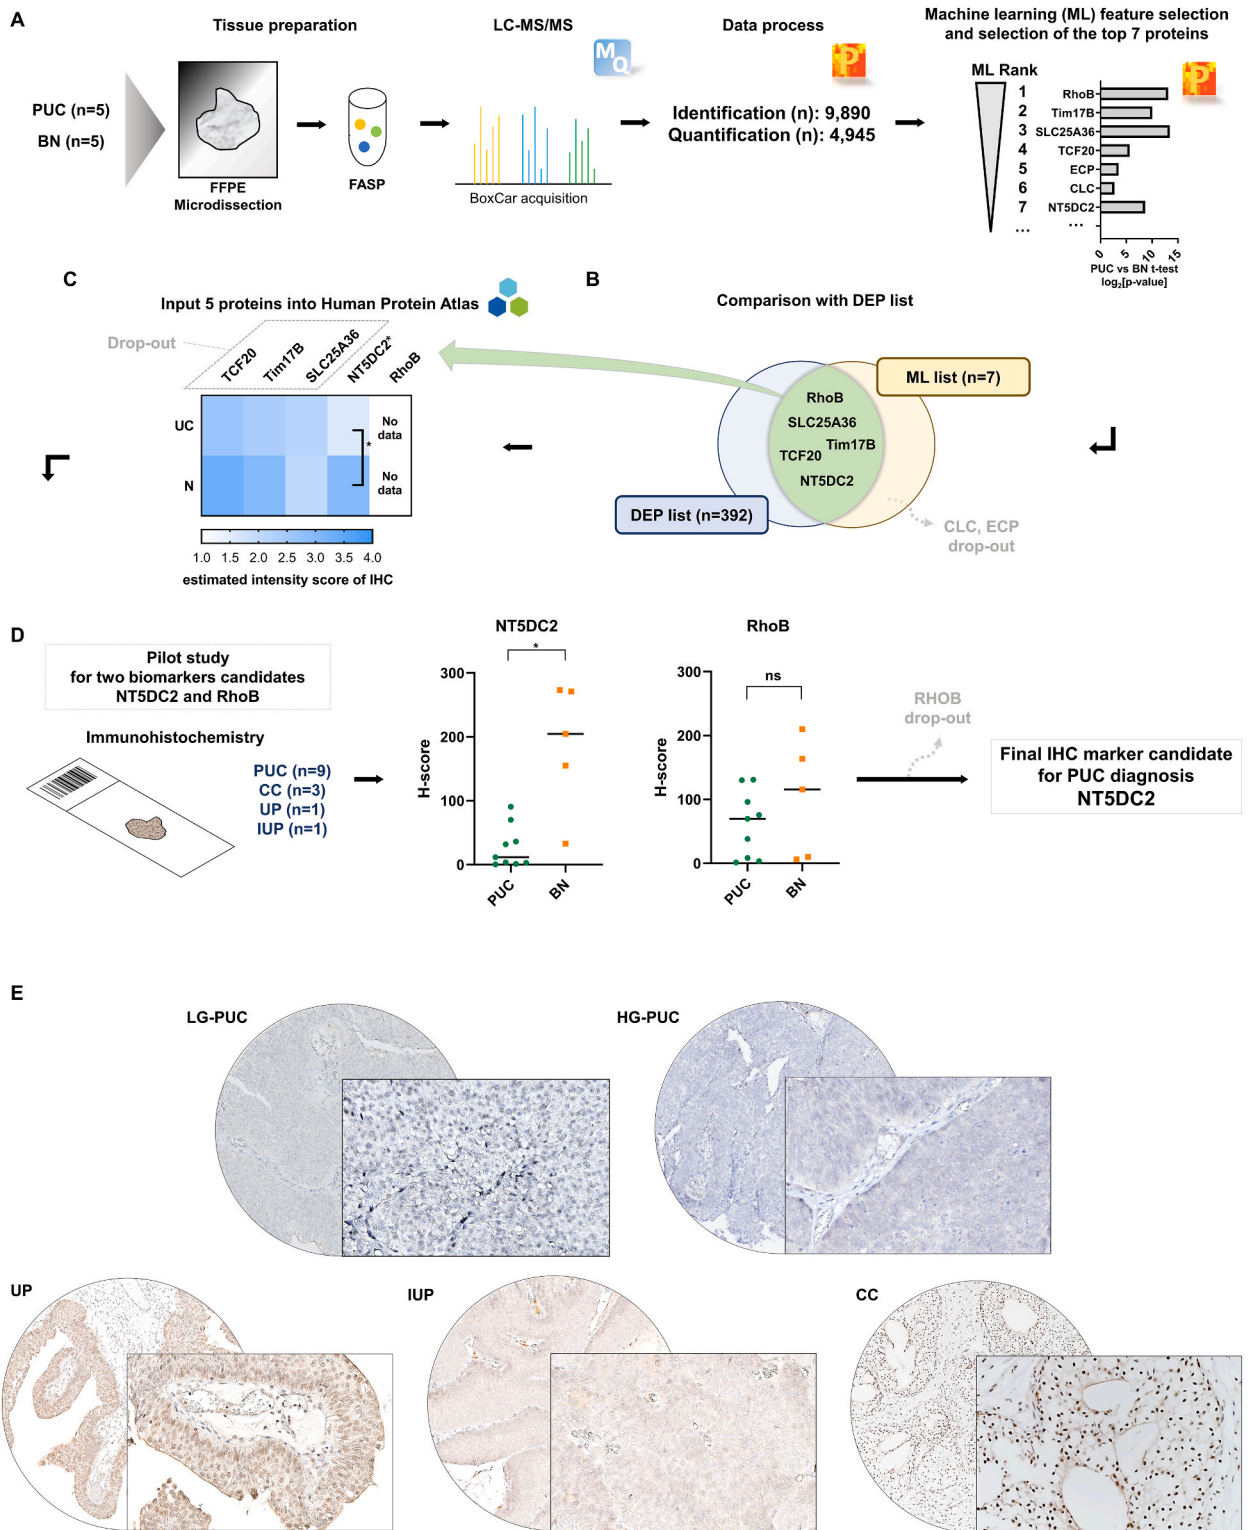 A
Tissue preparation
LC-MS/MS
Data process
Machine learning (ML) feature selection
and selection of the top 7 proteins
PUC (n=5)
BN (n=5)
FFPE
Microdissection
FASP
MQ
BoxCar acquisition
P
Identification (n): 9,890
Quantification (n): 4,945
ML Rank
P
1 RhoB
2 Tim17B
3 SLC25A36
4 TCF20
5 ECP
6 CLC
7 NT5DC2
... ...
0 5 10 15
PUC vs BN t-test
log₂[p-value]
C
Input 5 proteins into Human Protein Atlas
Drop-out
TCF20
Tim17B
SLC25A36
NT5DC2*
RhoB
UC
No
data
*
N
No
data
1.0 1.5 2.0 2.5 3.0 3.5 4.0
estimated intensity score of IHC
B
Comparison with DEP list
ML list (n=7)
RhoB
SLC25A36
Tim17B
TCF20
NT5DC2
DEP list (n=392)
CLC, ECP
drop-out
D
Pilot study
for two biomarkers candidates
NT5DC2 and RhoB
Immunohistochemistry
PUC (n=9)
CC (n=3)
UP (n=1)
IUP (n=1)
NT5DC2
*
300
200
100
0
H-score
PUC
BN
RhoB
ns
300
200
100
0
H-score
PUC
BN
RHOB
drop-out
Final IHC marker candidate
for PUC diagnosis
NT5DC2
E
LG-PUC
HG-PUC
UP
IUP
CC